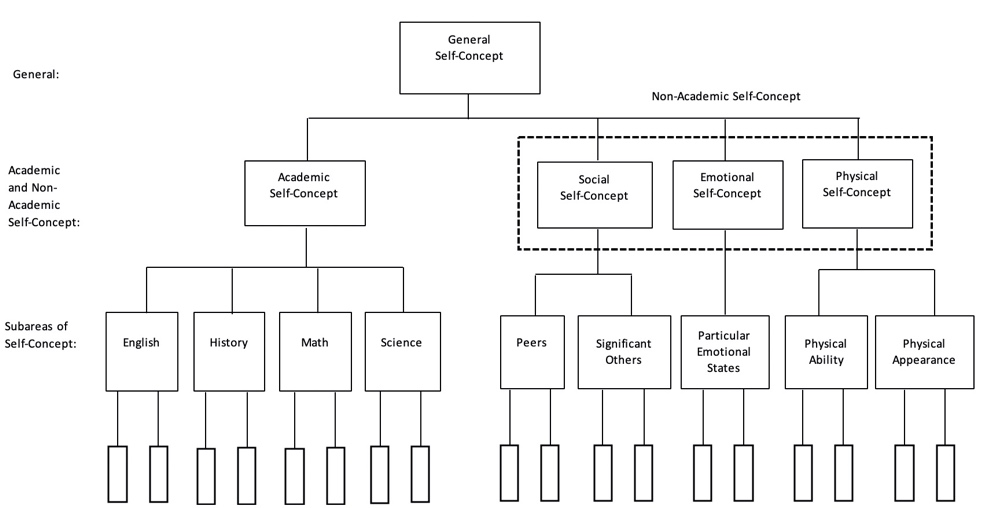 General
Self-Concept
General:
Non-Academic Self-Concept
Academic
and Non-
Academic
Self-Concept:
Academic
Self-Concept
Social
Self-Concept
Emotional
Self-Concept
Physical
Self-Concept
Subareas of
Self-Concept:
English
History
Math
Science
Peers
Significant
Others
Particular
Emotional
States
Physical
Ability
Physical
Appearance